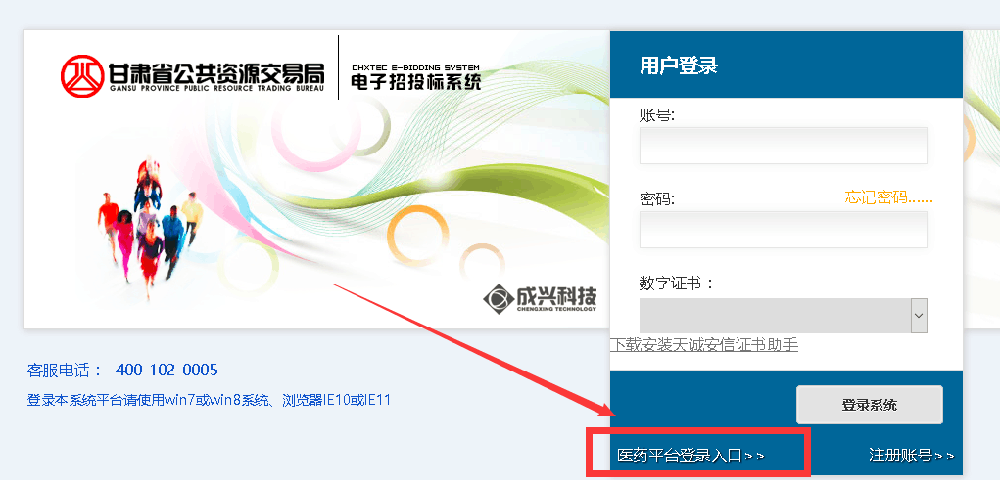 甘肃省公共资源交易局
GANSU PROVINCE PUBLIC RESOURCE TRADING BUREAU
CHXTEC E-BIDDING SYSTEM
电子招投标系统
成兴科技
CHENGXING TECHNOLOGY
客服电话： 400-102-0005
登录本系统平台请使用win7或win8系统、浏览器IE10或IE11
用户登录
账号:
密码: 忘记密码......
数字证书：
下载安装天诚安信证书助手
登录系统
医药平台登录入口>> 注册账号>>